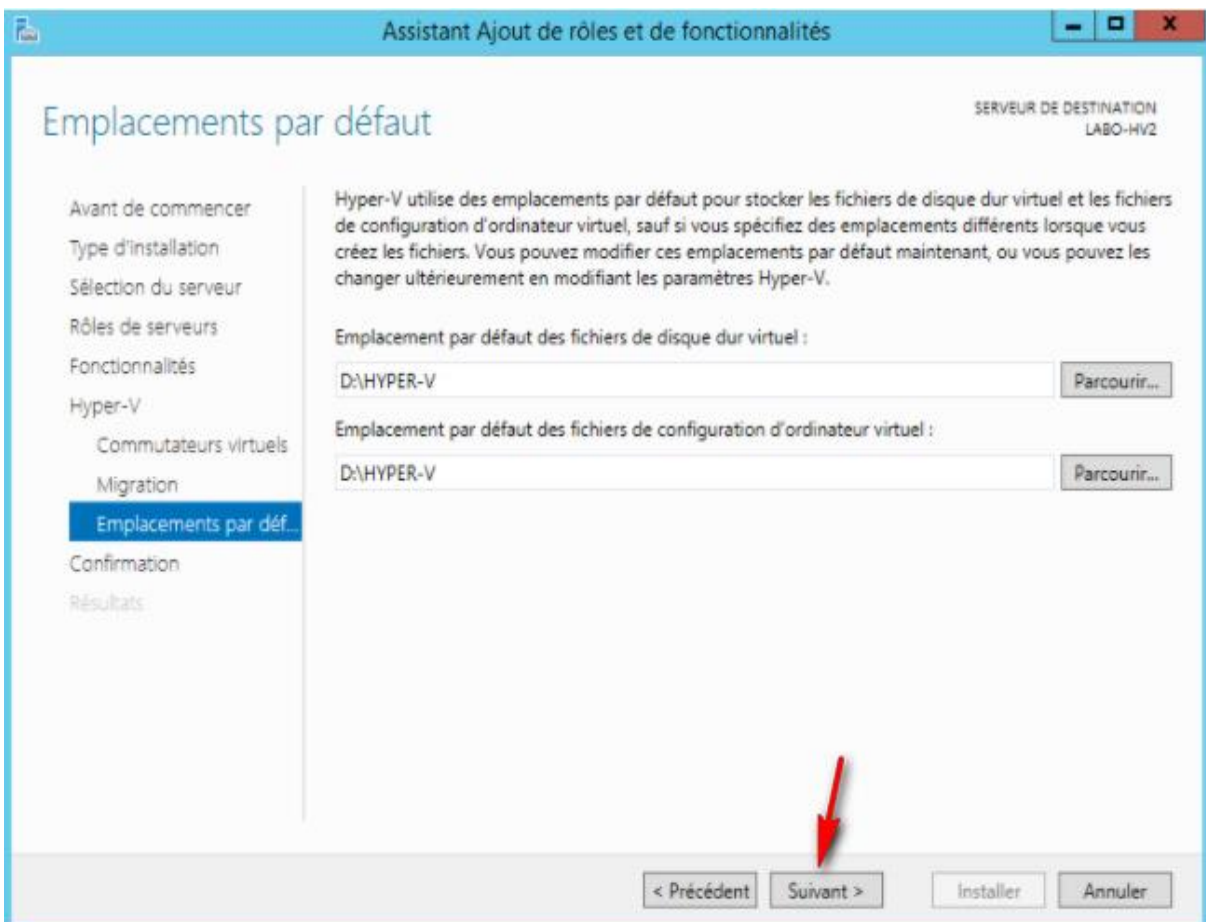 Assistant Ajout de rôles et de fonctionnalités
Emplacements par défaut
SERVEUR DE DESTINATION
LABO-HV2
Avant de commencer
Type d'installation
Sélection du serveur
Rôles de serveurs
Fonctionnalités
Hyper-V
Commutateurs virtuels
Migration
Emplacements par déf...
Confirmation
Résultats
Hyper-V utilise des emplacements par défaut pour stocker les fichiers de disque dur virtuel et les fichiers
de configuration d'ordinateur virtuel, sauf si vous spécifiez des emplacements différents lorsque vous
créez les fichiers. Vous pouvez modifier ces emplacements par défaut maintenant, ou vous pouvez les
changer ultérieurement en modifiant les paramètres Hyper-V.
Emplacement par défaut des fichiers de disque dur virtuel :
D:\HYPER-V Parcourir...
Emplacement par défaut des fichiers de configuration d'ordinateur virtuel :
D:\HYPER-V Parcourir...
< Précédent Suivant > Installer Annuler